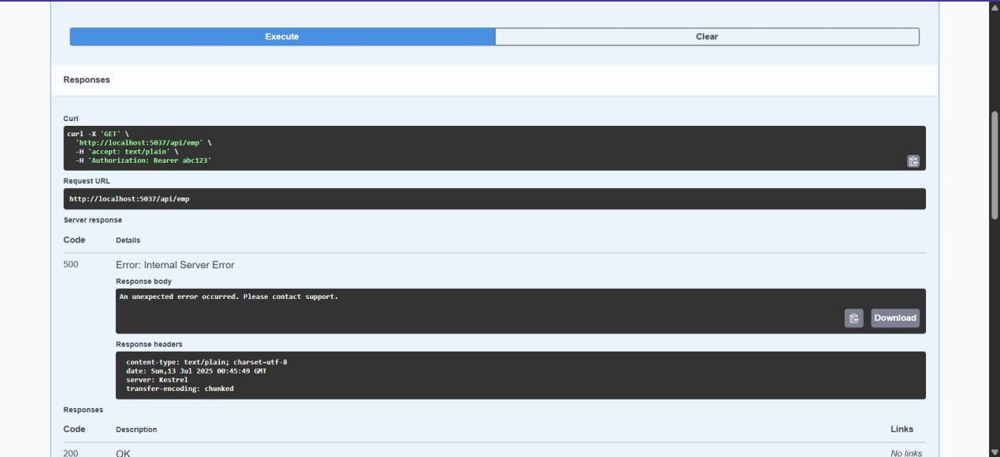 Execute
Clear
Responses
Curl
curl -X 'GET' \
'http://localhost:5037/api/emp' \
-H 'accept: text/plain' \
-H 'Authorization: Bearer abc123'
Request URL
http://localhost:5037/api/emp
Server response
Code Details
500 Error: Internal Server Error
Response body
An unexpected error occurred. Please contact support.
Download
Response headers
content-type: text/plain; charset=utf-8
date: Sun,13 Jul 2025 00:45:49 GMT
server: Kestrel
transfer-encoding: chunked
Responses
Code Description Links
200 OK No links